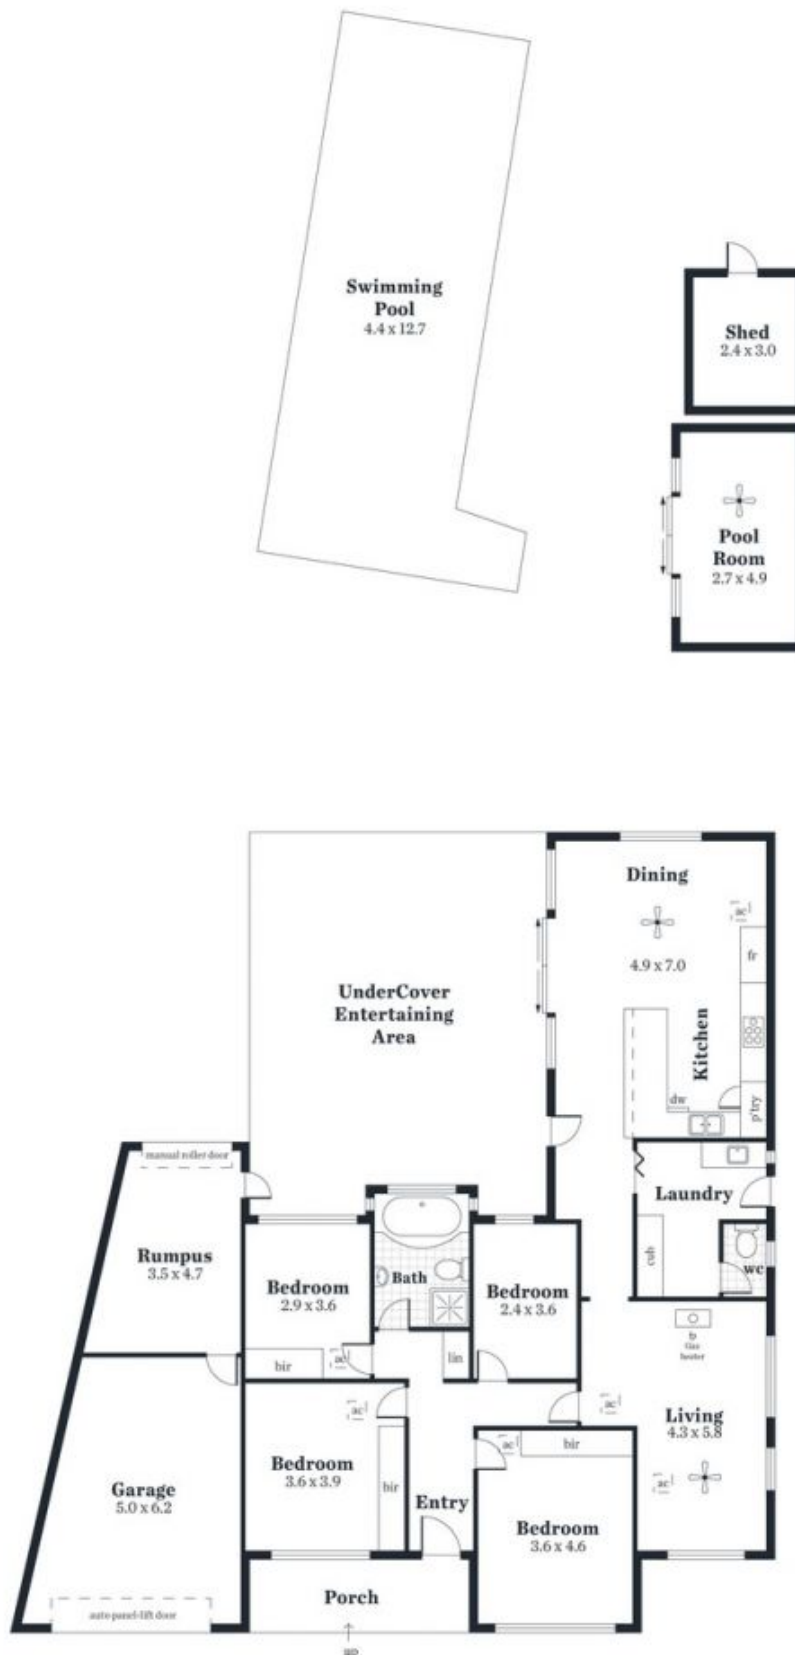 Swimming
Pool
4.4 x 12.7
Shed
2.4 x 3.0
Pool
Room
2.7 x 4.9
Dining
ac
fr
4.9 x 7.0
UnderCover
Entertaining
Area
Kitchen
dw
p'try
manual roller door
Laundry
Rumpus
3.5 x 4.7
cub
wc
Bath
Bedroom
2.9 x 3.6
Bedroom
2.4 x 3.6
Gas
heater
bir
ac
lin
ac
ac
Living
4.3 x 5.8
Bedroom
3.6 x 3.9
bir
ac
bir
ac
Garage
5.0 x 6.2
Entry
Bedroom
3.6 x 4.6
Porch
auto panel-lift door